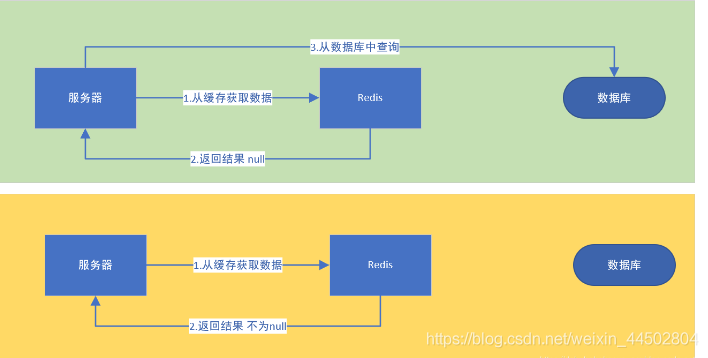 3.从数据库中查询
服务器
1.从缓存获取数据
Redis
数据库
2.返回结果 null
服务器
1.从缓存获取数据
Redis
数据库
2.返回结果 不为null
https://blog.csdn.net/weixin_44502804